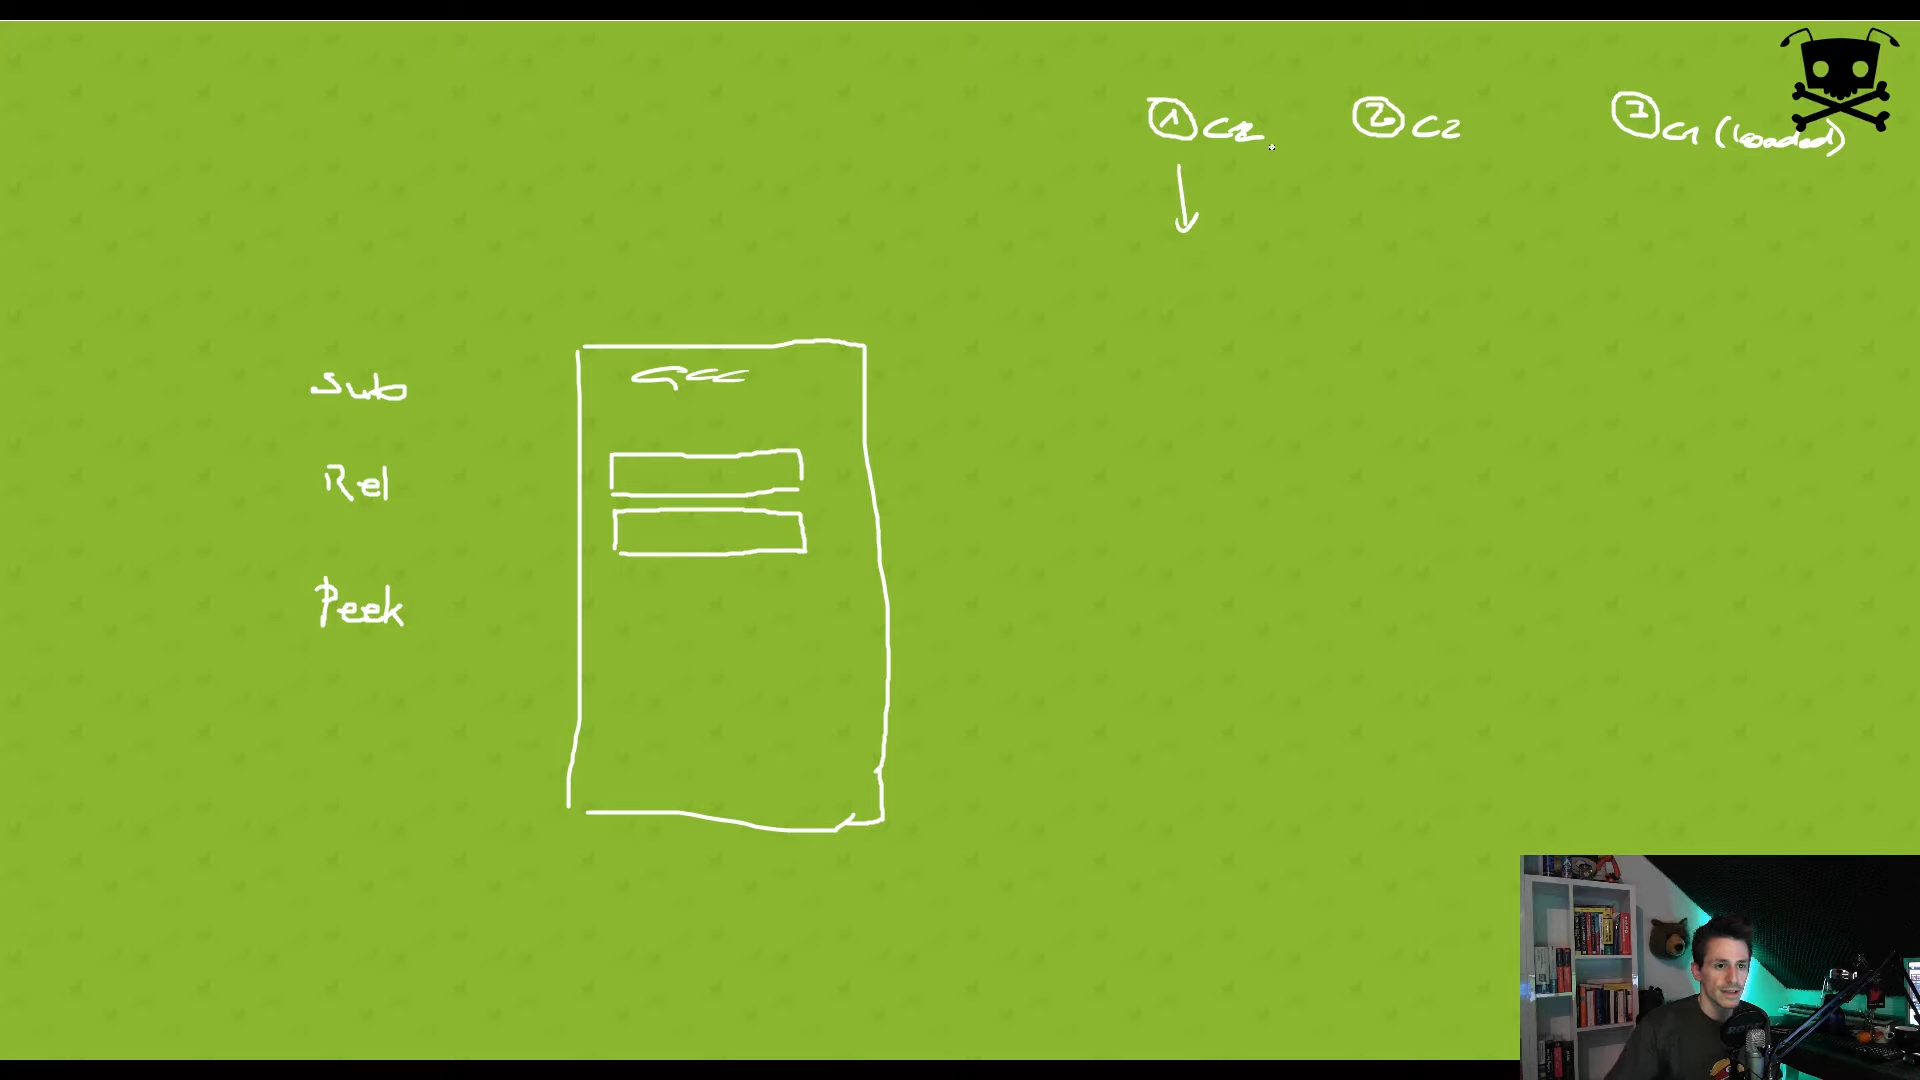 ① C2 ② C2 ③ C1 (loaded)
Sub
Rel
Peek